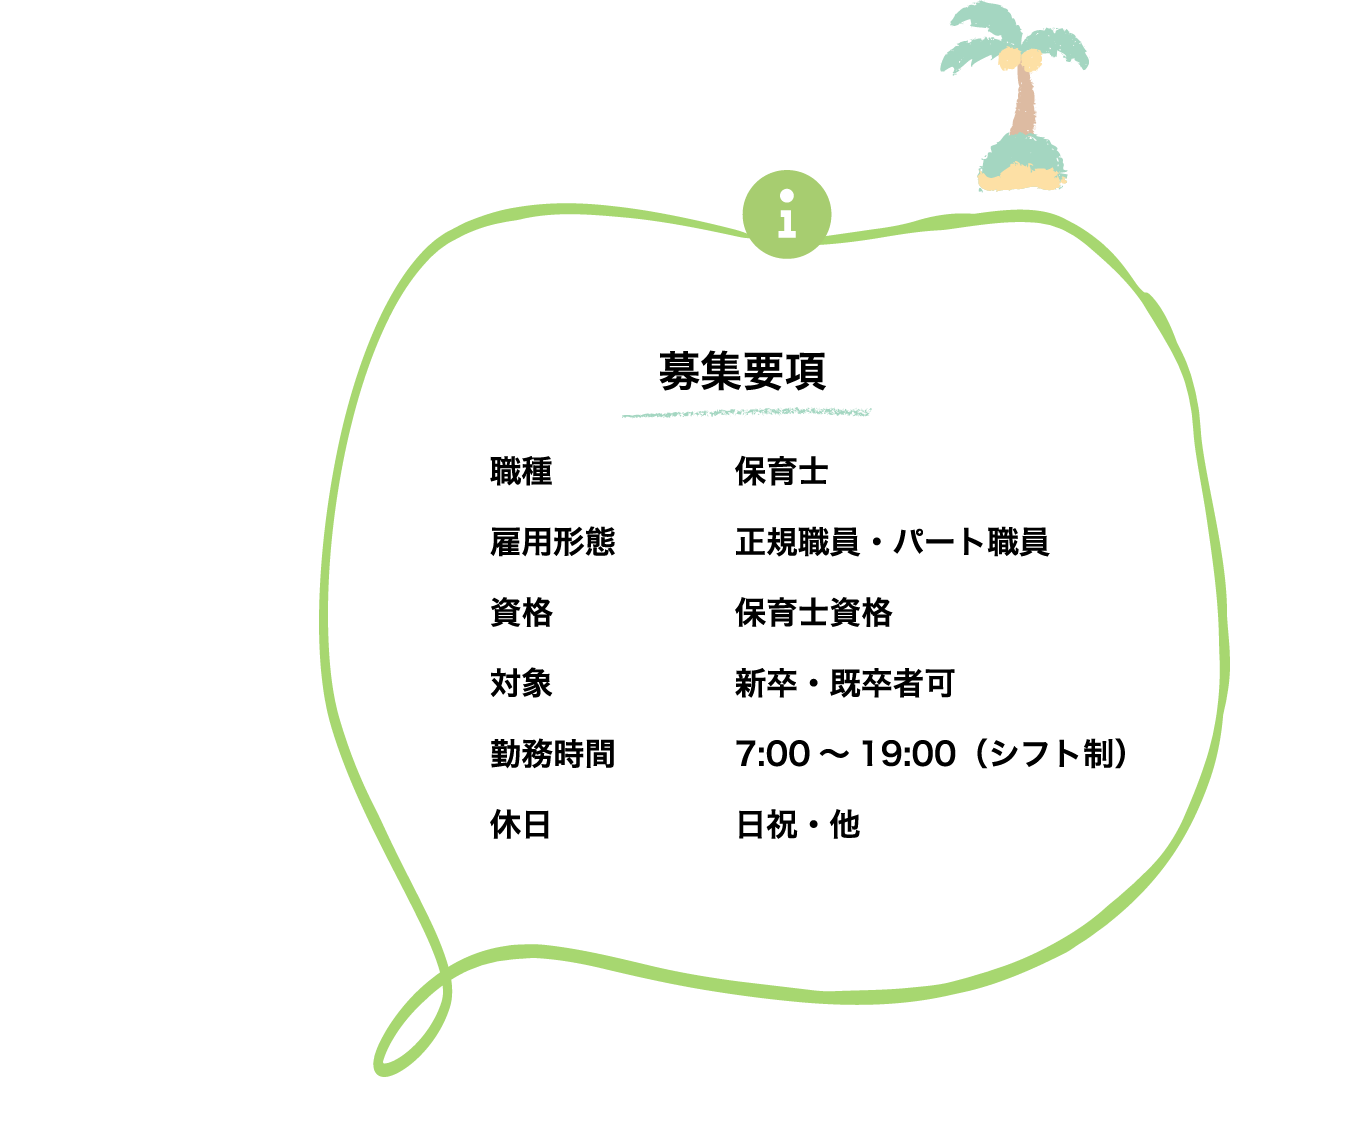 募集要項
職種 保育士
雇用形態 正規職員・パート職員
資格 保育士資格
対象 新卒・既卒者可
勤務時間 7:00 〜 19:00（シフト制）
休日 日祝・他